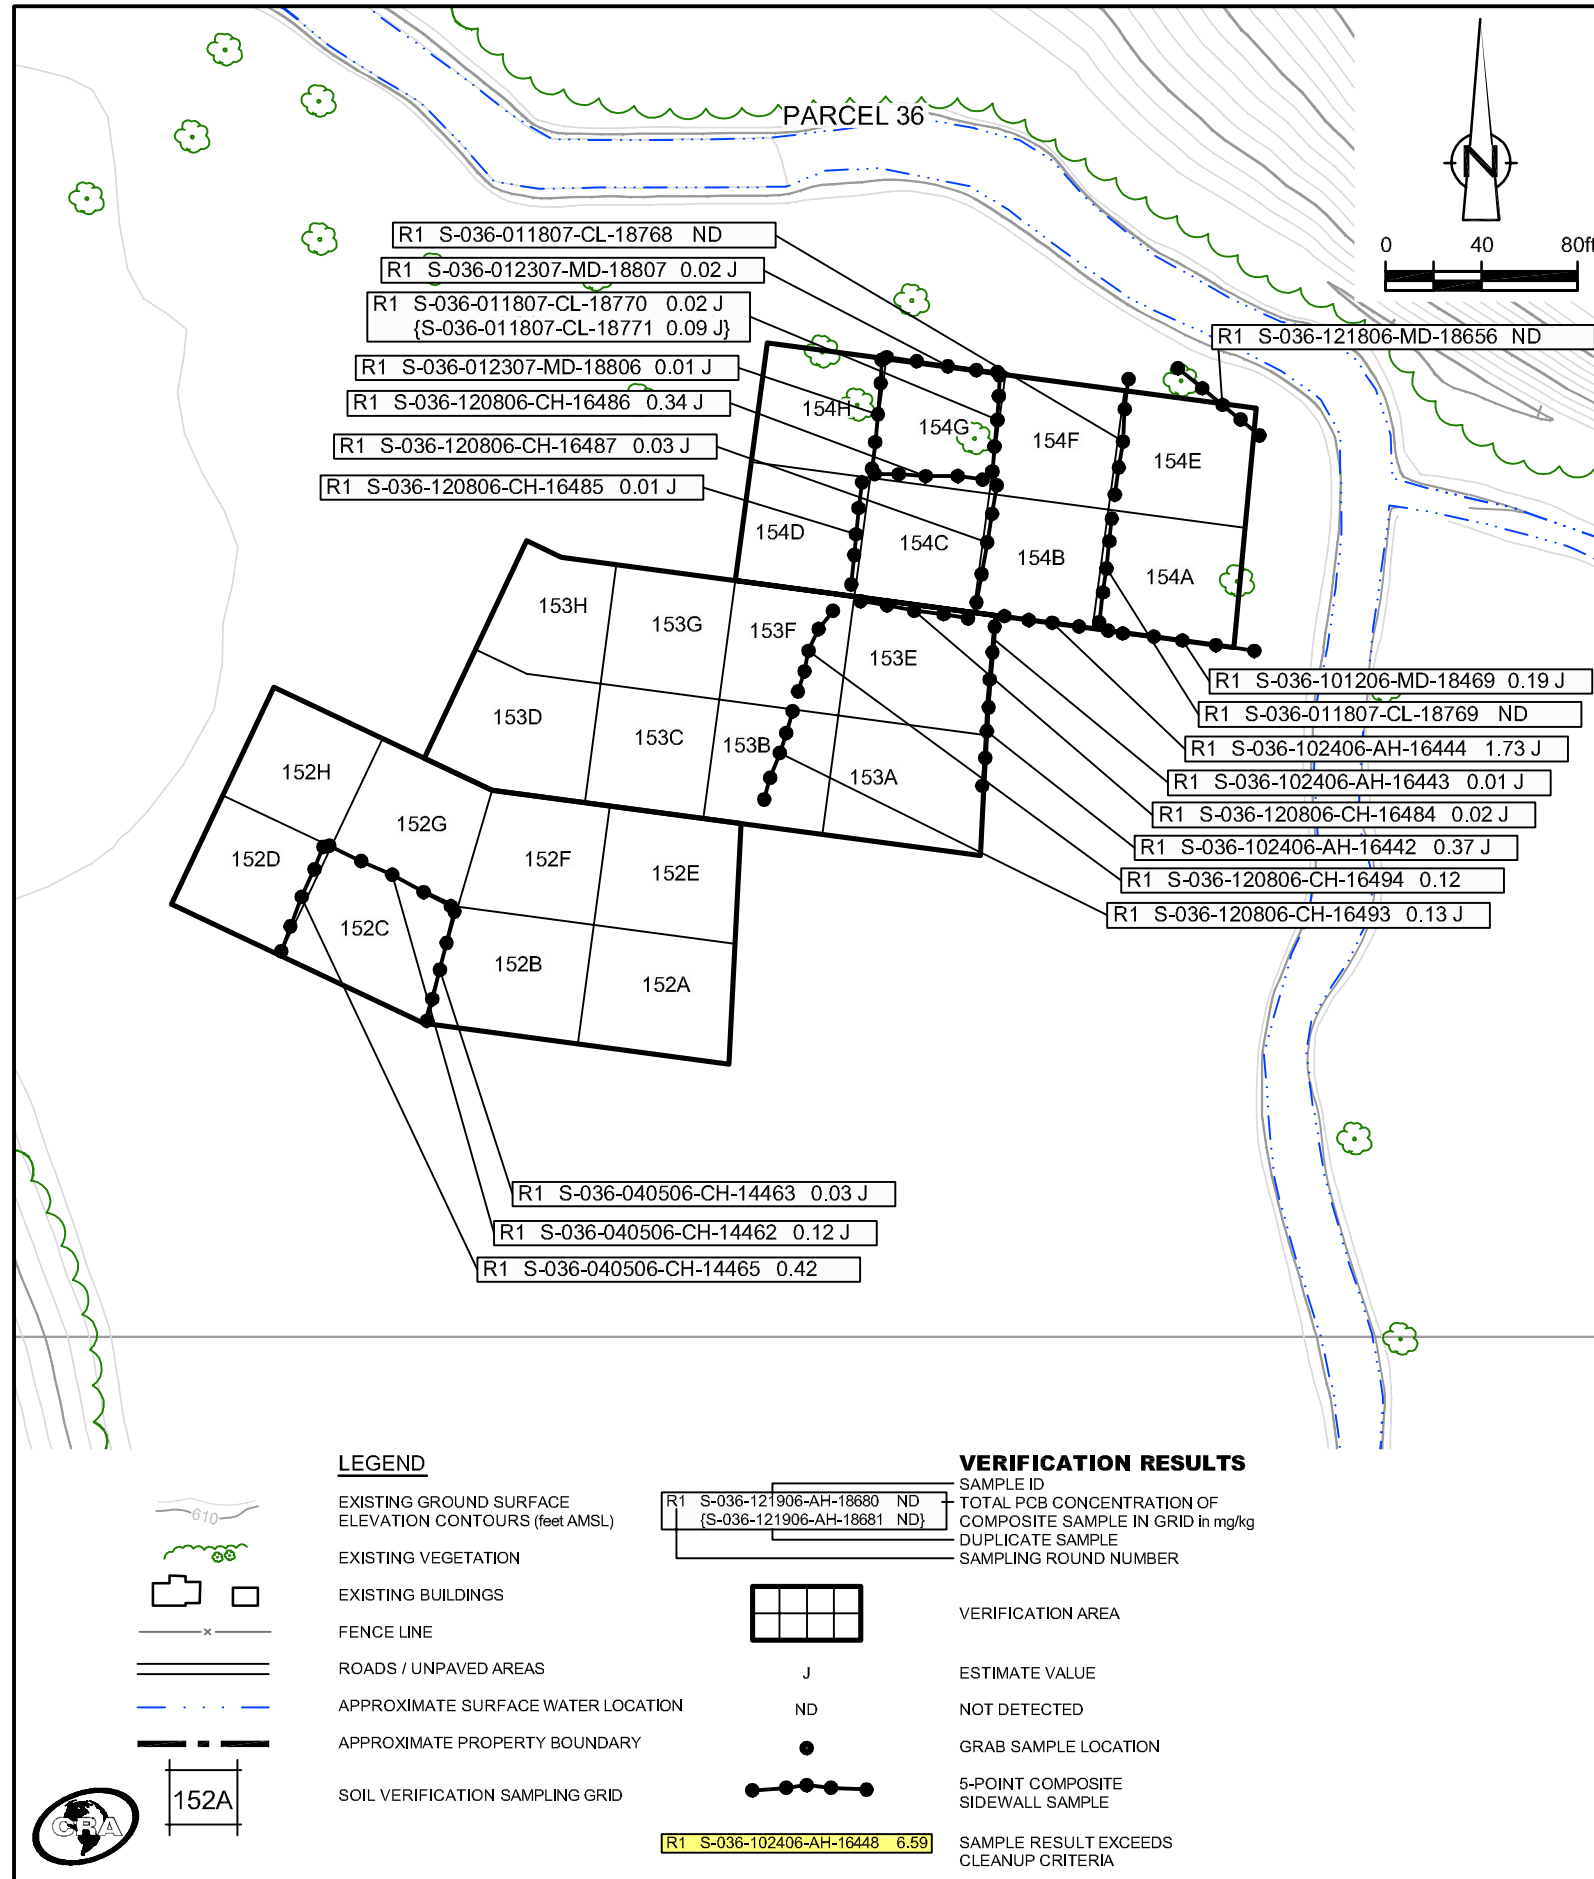 PARCEL 36
N
0 40 80ft
R1 S-036-011807-CL-18768 ND
R1 S-036-012307-MD-18807 0.02 J
R1 S-036-011807-CL-18770 0.02 J
{S-036-011807-CL-18771 0.09 J}
R1 S-036-012307-MD-18806 0.01 J
R1 S-036-120806-CH-16486 0.34 J
R1 S-036-120806-CH-16487 0.03 J
R1 S-036-120806-CH-16485 0.01 J
R1 S-036-121806-MD-18656 ND
154H
154G
154F
154E
154D
154C
154B
154A
153H
153G
153F
153E
153D
153C
153B
153A
152H
152G
152F
152E
152D
152C
152B
152A
R1 S-036-101206-MD-18469 0.19 J
R1 S-036-011807-CL-18769 ND
R1 S-036-102406-AH-16444 1.73 J
R1 S-036-102406-AH-16443 0.01 J
R1 S-036-120806-CH-16484 0.02 J
R1 S-036-102406-AH-16442 0.37 J
R1 S-036-120806-CH-16494 0.12
R1 S-036-120806-CH-16493 0.13 J
R1 S-036-040506-CH-14463 0.03 J
R1 S-036-040506-CH-14462 0.12 J
R1 S-036-040506-CH-14465 0.42
LEGEND
610
EXISTING GROUND SURFACE
ELEVATION CONTOURS (feet AMSL)
EXISTING VEGETATION
EXISTING BUILDINGS
x
FENCE LINE
ROADS / UNPAVED AREAS
APPROXIMATE SURFACE WATER LOCATION
APPROXIMATE PROPERTY BOUNDARY
152A
SOIL VERIFICATION SAMPLING GRID
CRA
VERIFICATION RESULTS
R1 S-036-121906-AH-18680 ND
{S-036-121906-AH-18681 ND}
SAMPLE ID
TOTAL PCB CONCENTRATION OF
COMPOSITE SAMPLE IN GRID in mg/kg
DUPLICATE SAMPLE
SAMPLING ROUND NUMBER
VERIFICATION AREA
J ESTIMATE VALUE
ND NOT DETECTED
GRAB SAMPLE LOCATION
5-POINT COMPOSITE
SIDEWALL SAMPLE
R1 S-036-102406-AH-16448 6.59
SAMPLE RESULT EXCEEDS
CLEANUP CRITERIA